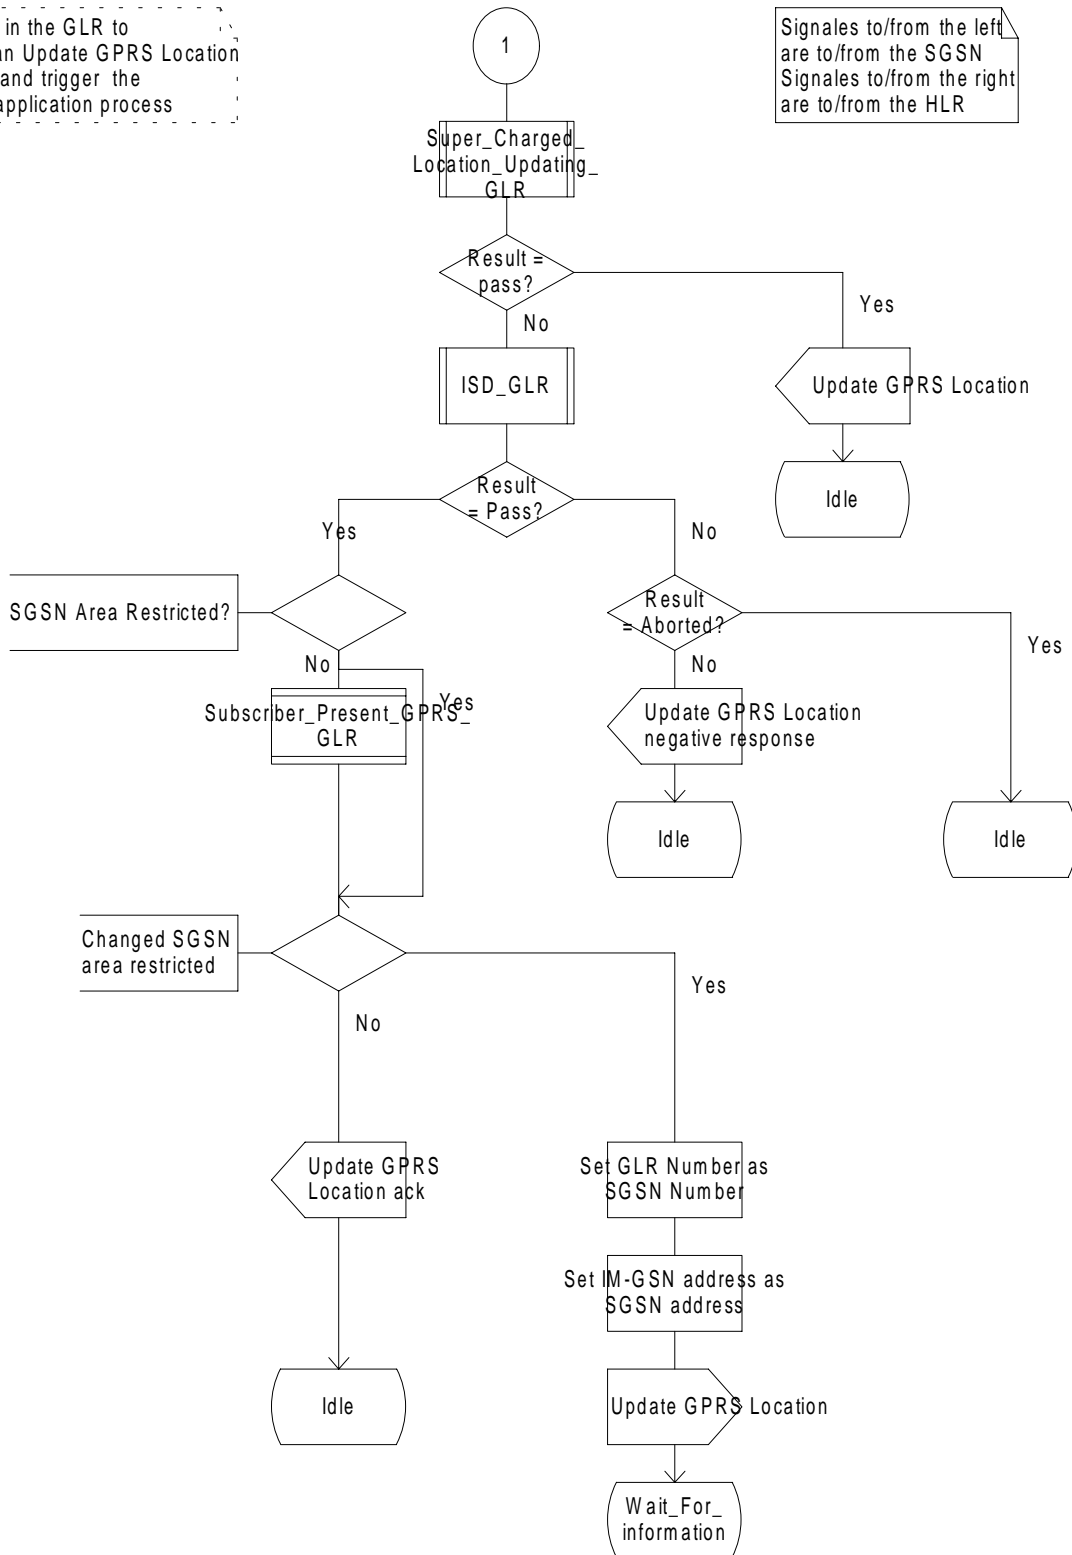 in the GLR to
an Update GPRS Location
and trigger the
application process
1
Signales to/from the left
are to/from the SGSN
Signales to/from the right
are to/from the HLR
Super_Charged_
Location_Updating_
GLR
Result =
pass?
Yes
No
ISD_GLR
Update GPRS Location
Idle
Result
= Pass?
Yes
No
SGSN Area Restricted?
Result
= Aborted?
Yes
No
No
Yes
Subscriber_Present_GPRS_
GLR
Update GPRS Location
negative response
Idle
Idle
Changed SGSN
area restricted
Yes
No
Update GPRS
Location ack
Set GLR Number as
SGSN Number
Set IM-GSN address as
SGSN address
Idle
Update GPRS Location
Wait_For_
information